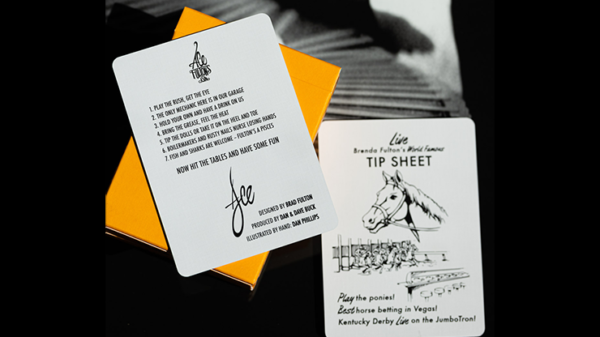 Ace
FULTON'S
1. PLAY THE RUSH, GET THE EYE
2. THE ONLY MECHANIC HERE IS IN OUR GARAGE
3. HOLD YOUR OWN AND HAVE A DRINK ON US
4. BRING THE GREASE, FEEL THE HEAT
5. TIP THE DOLLS OR TAKE IT ON THE HEEL AND TOE
6. BOILERMAKERS AND RUSTY NAILS NURSE LOSING HANDS
7. FISH AND SHARKS ARE WELCOME – FULTON'S & PISCES
NOW HIT THE TABLES AND HAVE SOME FUN
Ace
DESIGNED BY BRAD FULTON
PRODUCED BY DAN & DAVE BUCK
ILLUSTRATED BY HAND: DAN PHILLIPS
Live
Brenda Fulton's World Famous
TIP SHEET
Play the ponies!
Best horse betting in Vegas!
Kentucky Derby Live on the JumboTron!